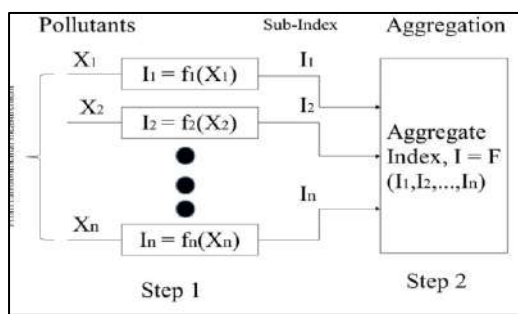 Pollutants
Sub-Index
Aggregation
X1
I1 = f1(X1)
I1
X2
I2 = f2(X2)
I2
Aggregate
Index, I = F
(I1,I2,...,In)
Xn
In = fn(Xn)
In
Step 1
Step 2